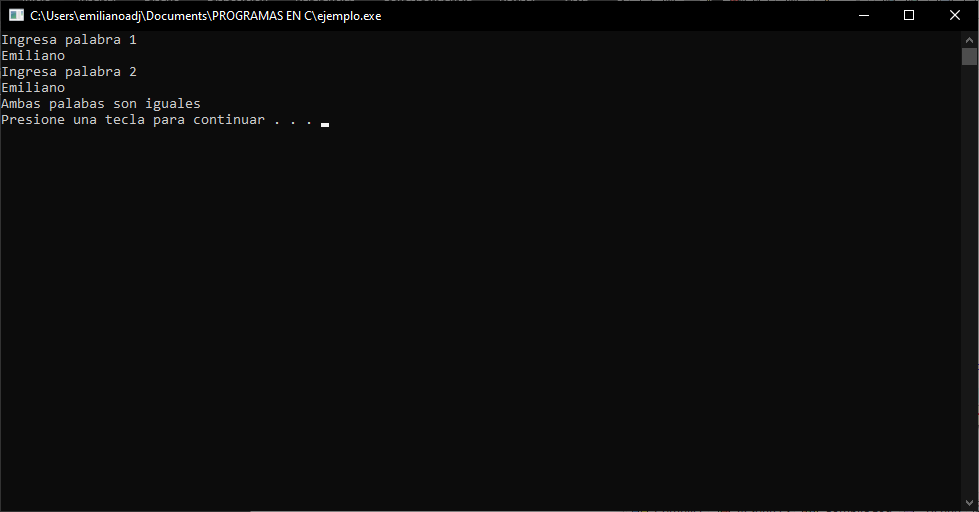 C:\Users\emilianoadj\Documents\PROGRAMAS EN C\ejemplo.exe
Ingresa palabra 1
Emiliano
Ingresa palabra 2
Emiliano
Ambas palabas son iguales
Presione una tecla para continuar . . .